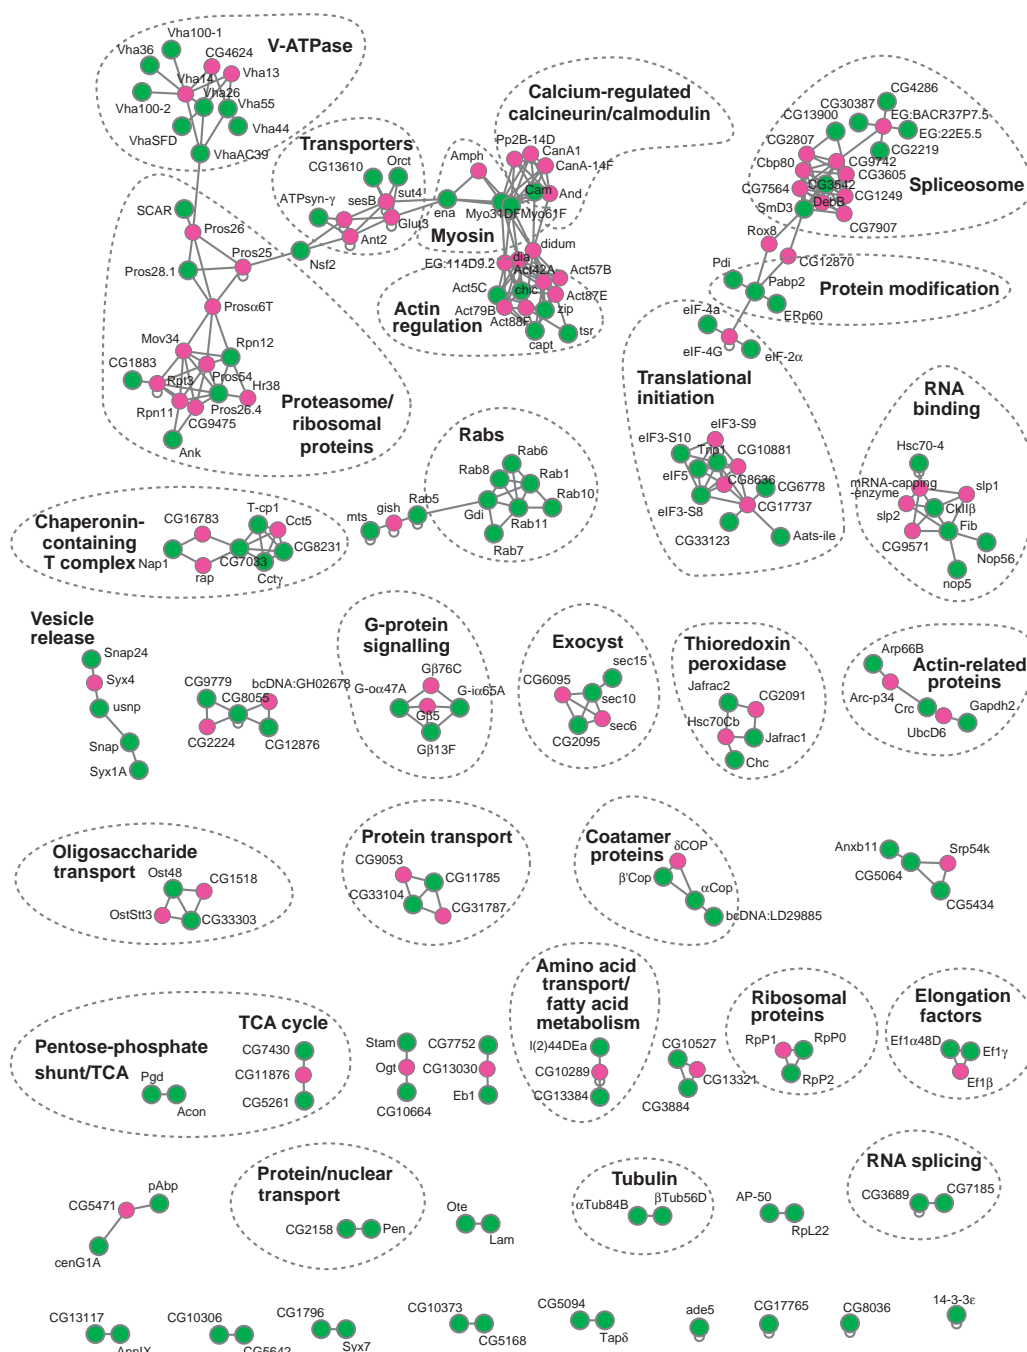 Vha100-1
Vha36
CG4624
V-ATPase
Vha13
Vha14
Vha26
Vha100-2
Vha55
Vha44
VhaSFD
VhaAC39
Transporters
CG13610
Orct
ATPsyn-γ
sesB
sut4
Glut3
Ant2
Nsf2
Calcium-regulated
calcineurin/calmodulin
Pp2B-14D
CanA1
CanA-14F
Amph
Cam
And
ena
Myo31DF
Myo61F
Myosin
didum
dia
EG:114D9.2
Act42A
Act57B
Act5C
chic
Act87E
Actin
regulation
Act79B
Act88F
zip
tsr
capt
CG4286
CG30387
CG13900
EG:BACR37P7.5
CG2807
EG:22E5.5
CG9742
CG2219
Cbp80
CG3605
CG7564
CG3542
Spliceosome
CG1249
SmD3
DebB
CG7907
Rox8
CG12870
Pdi
Pabp2
Protein modification
ERp60
eIF-4a
eIF-4G
eIF-2α
Translational
initiation
eIF3-S9
eIF3-S10
Trip1
CG10881
eIF5
CG8636
CG6778
eIF3-S8
CG17737
CG33123
Aats-ile
SCAR
Pros26
Pros25
Pros28.1
Prosα6T
Mov34
Rpn12
CG1883
Rpt3
Pros54
Hr38
Rpn11
Pros26.4
CG9475
Ank
Proteasome/
ribosomal
proteins
Rabs
Rab6
Rab8
Rab1
Rab5
Rab10
gish
mts
Gdi
Rab11
Rab7
RNA
binding
Hsc70-4
mRNA-capping
-enzyme
slp1
CkIIβ
slp2
Fib
CG9571
Nop56
nop5
Chaperonin-
containing
T complex
CG16783
T-cp1
Cct5
CG8231
Nap1
CG7033
rap
Cctγ
Vesicle
release
Snap24
Syx4
usnp
Snap
Syx1A
CG9779
bcDNA:GH02678
CG8055
CG2224
CG12876
G-protein
signalling
Gβ76C
G-oα47A
G-iα65A
Gβ5
Gβ13F
Exocyst
sec15
CG6095
sec10
sec6
CG2095
Thioredoxin
peroxidase
Jafrac2
CG2091
Hsc70Cb
Jafrac1
Chc
Arp66B
Actin-related
proteins
Arc-p34
Crc
Gapdh2
UbcD6
Oligosaccharide
transport
Ost48
CG1518
OstStt3
CG33303
Protein transport
CG9053
CG11785
CG33104
CG31787
Coatamer
proteins
δCOP
β'Cop
αCop
bcDNA:LD29885
Anxb11
Srp54k
CG5064
CG5434
TCA cycle
Pentose-phosphate
shunt/TCA
CG7430
Pgd
CG11876
Acon
CG5261
Stam
Ogt
CG10664
CG7752
CG13030
Eb1
Amino acid
transport/
fatty acid
metabolism
l(2)44DEa
CG10289
CG13384
CG10527
CG13321
CG3884
Ribosomal
proteins
RpP1
RpP0
RpP2
Elongation
factors
Ef1α48D
Ef1γ
Ef1β
CG5471
pAbp
cenG1A
Protein/nuclear
transport
CG2158
Pen
Ote
Lam
Tubulin
αTub84B
βTub56D
AP-50
RpL22
RNA splicing
CG3689
CG7185
CG13117
AnnIX
CG10306
CG5642
CG1796
Syx7
CG10373
CG5168
CG5094
Tapδ
ade5
CG17765
CG8036
14-3-3ε